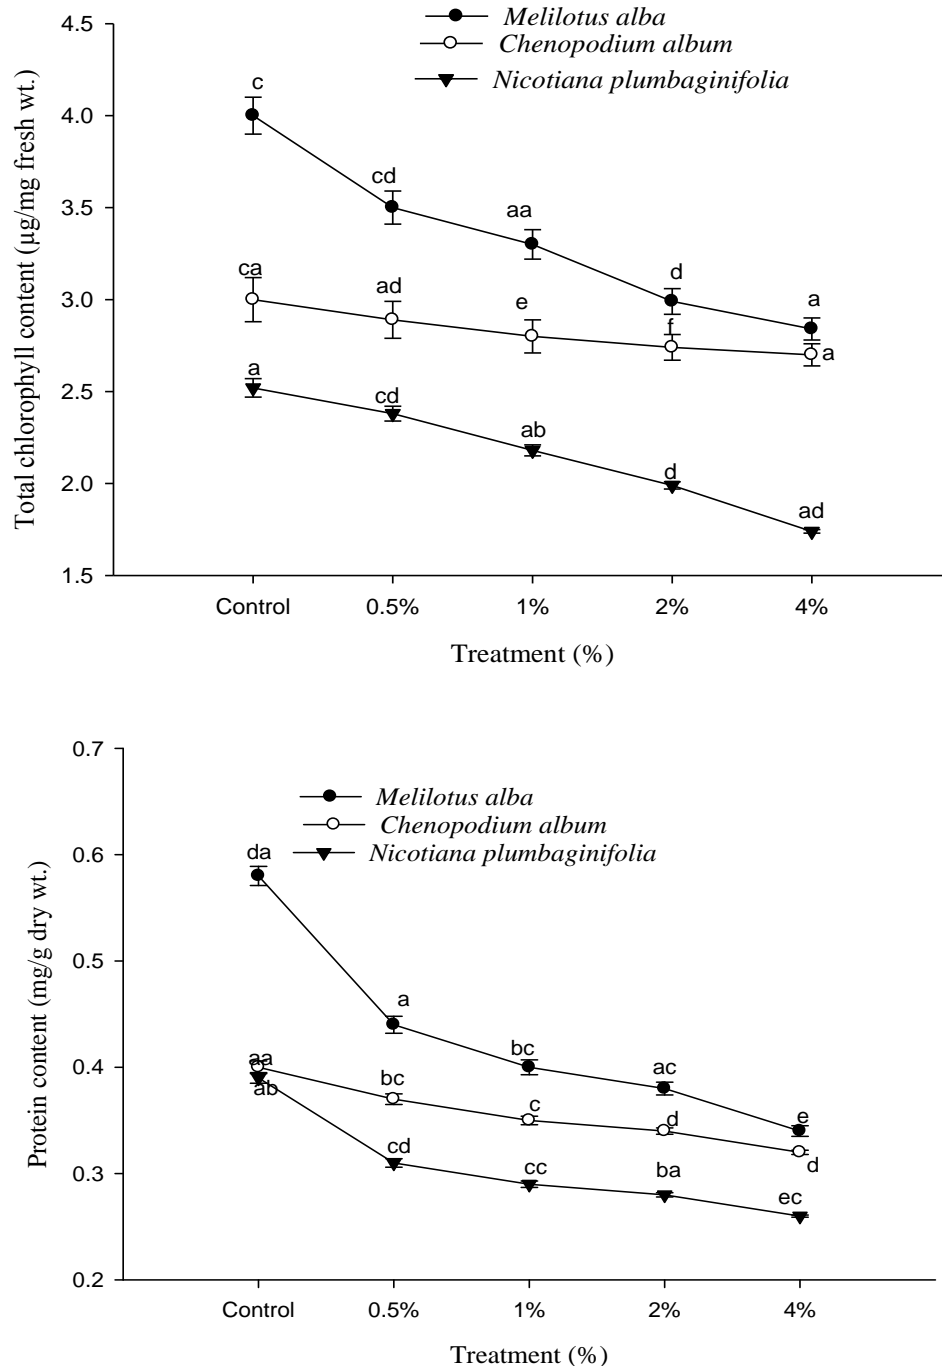 Melilotus alba
Chenopodium album
Nicotiana plumbaginifolia
Total chlorophyll content (µg/mg fresh wt.)
4.5
4.0
3.5
3.0
2.5
2.0
1.5
c
cd
aa
d
a
ca
ad
e
f
a
a
cd
ab
d
ad
Control 0.5% 1% 2% 4%
Treatment (%)
Melilotus alba
Chenopodium album
Nicotiana plumbaginifolia
Protein content (mg/g dry wt.)
0.7
0.6
0.5
0.4
0.3
0.2
da
a
bc
ac
e
aa
bc
c
d
d
ab
cd
cc
ba
ec
Control 0.5% 1% 2% 4%
Treatment (%)